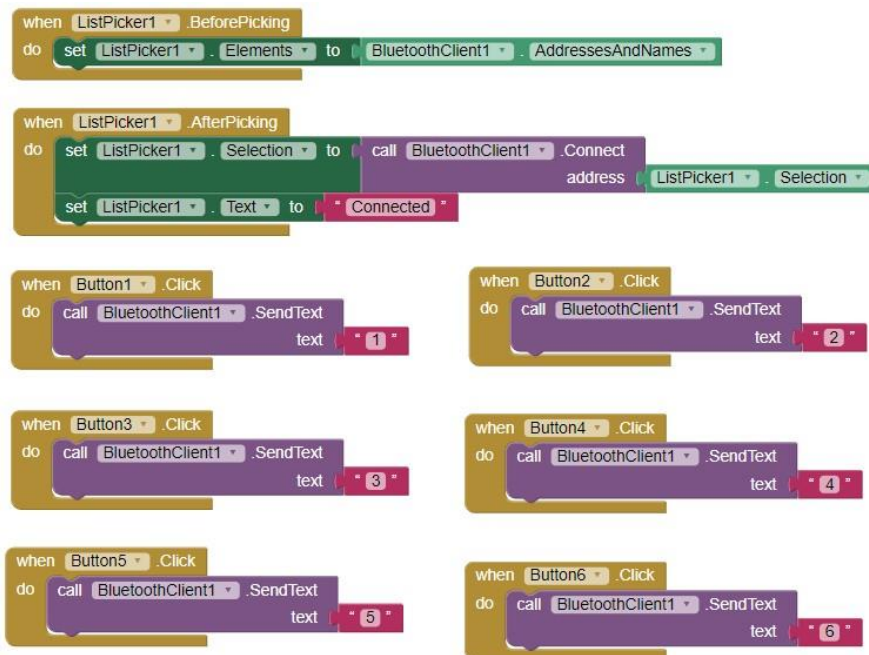 when ListPicker1 .BeforePicking
do set ListPicker1 . Elements to BluetoothClient1 . AddressesAndNames
when ListPicker1 .AfterPicking
do set ListPicker1 . Selection to call BluetoothClient1 .Connect
address ListPicker1 . Selection
set ListPicker1 . Text to " Connected "
when Button1 .Click
do call BluetoothClient1 .SendText
text " 1 "
when Button2 .Click
do call BluetoothClient1 .SendText
text " 2 "
when Button3 .Click
do call BluetoothClient1 .SendText
text " 3 "
when Button4 .Click
do call BluetoothClient1 .SendText
text " 4 "
when Button5 .Click
do call BluetoothClient1 .SendText
text " 5 "
when Button6 .Click
do call BluetoothClient1 .SendText
text " 6 "